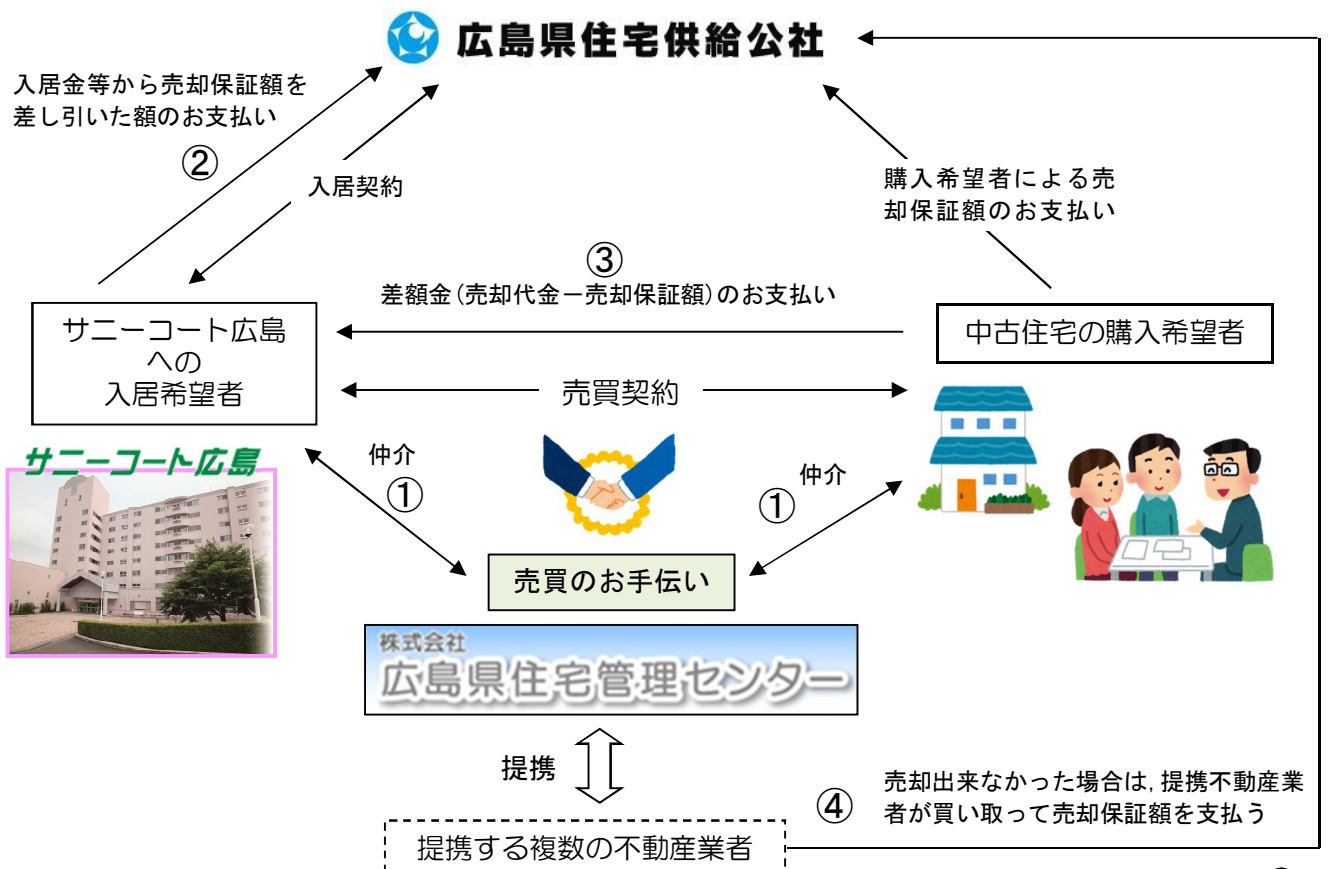 広島県住宅供給公社
入居金等から売却保証額を
差し引いた額のお支払い
②
入居契約
購入希望者による売
却保証額のお支払い
③
差額金(売却代金－売却保証額)のお支払い
サニーコート広島
への
入居希望者
中古住宅の購入希望者
売買契約
サニーコート広島
仲介
①
仲介
①
売買のお手伝い
株式会社
広島県住宅管理センター
提携
④
売却出来なかった場合は,提携不動産業
者が買い取って売却保証額を支払う
提携する複数の不動産業者